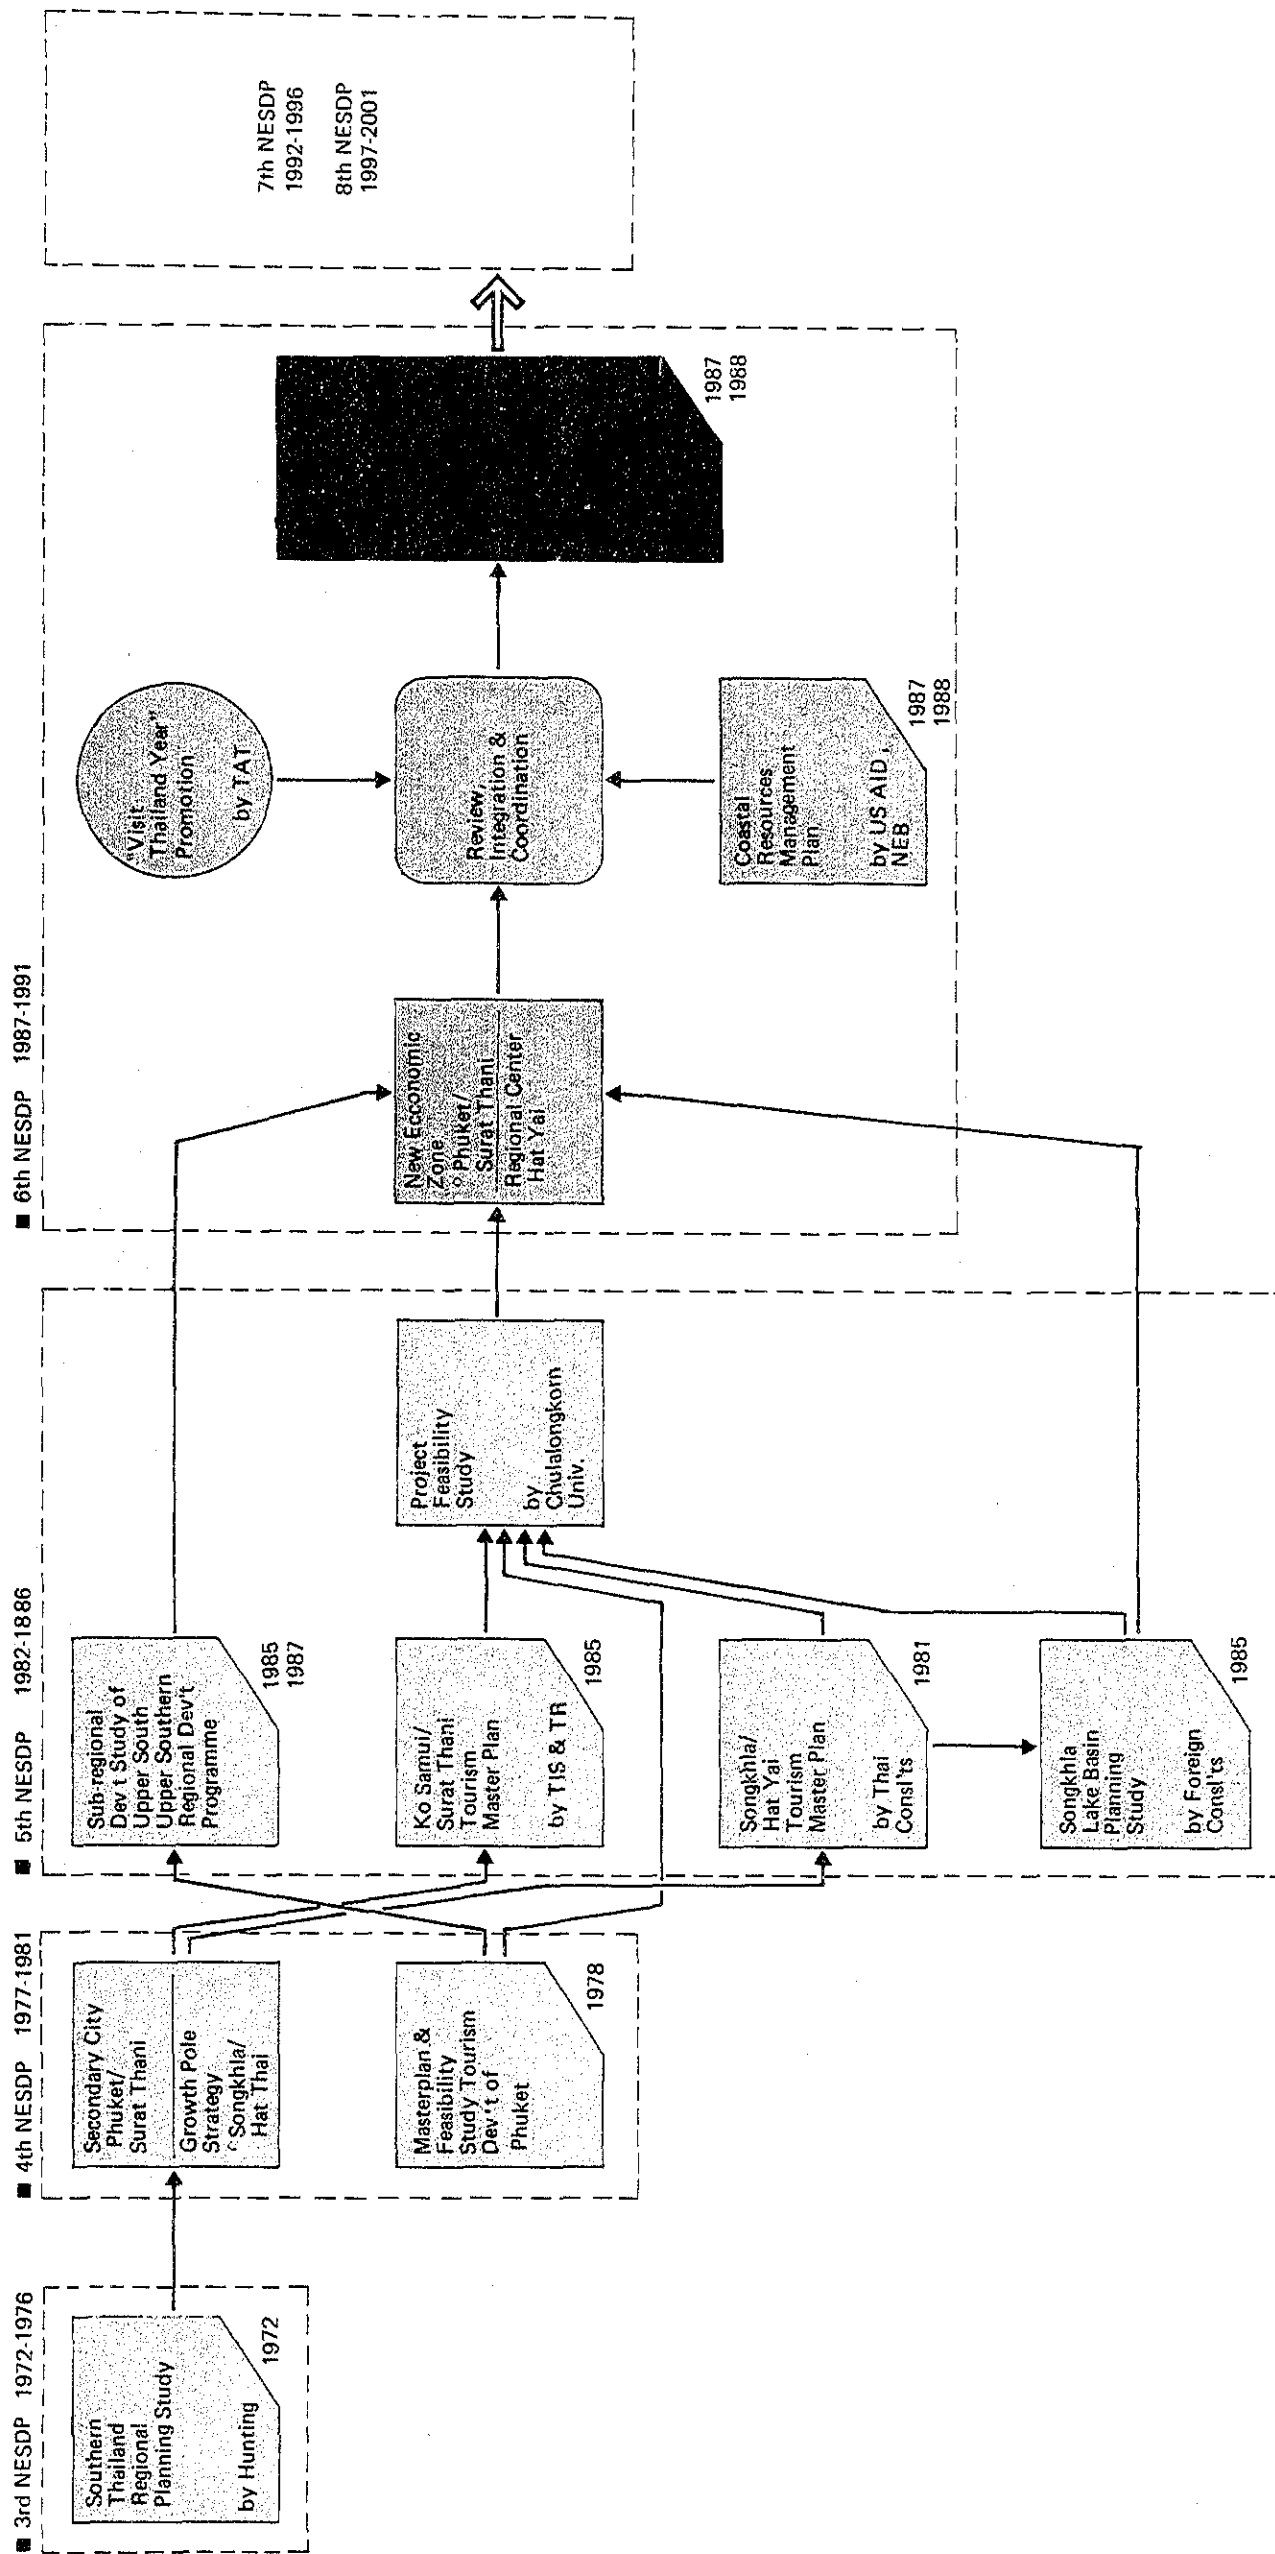 ■ 3rd NESDP 1972-1976
Southern
Thailand
Regional
Planning Study
by Hunting
1972
■ 4th NESDP 1977-1981
Secondary City
Phuket/
Surat Thani
Growth Pole
Strategy
° Songkhla/
Hat Thai
Masterplan &
Feasibility
Study Tourism
Dev't of
Phuket
1978
■ 5th NESDP 1982-1886
Sub-regional
Dev't Study of
Upper South
Upper Southern
Regional Dev't
Programme
1985
1987
Ko Samui/
Surat Thani
Tourism
Master Plan
by TIS & TR
1985
Songkhla/
Hat Yai
Tourism
Master Plan
by Thai
Consl'ts
1981
Songkhla
Lake Basin
Planning
Study
by Foreign
Consl'ts
1985
Project
Feasibility
Study
by
Chulalongkorn
Univ.
■ 6th NESDP 1987-1991
New Ecconomic
Zone
° Phuket/
Surat Thani
Regional Center
Hat Yai
"Visit
Thailand Year"
Promotion
by TAT
Review,
Integration &
Coordination
Coastal
Resources
Management
Plan
by US AID,
NEB
1987
1988
1987
1988
7th NESDP
1992-1996
8th NESDP
1997-2001